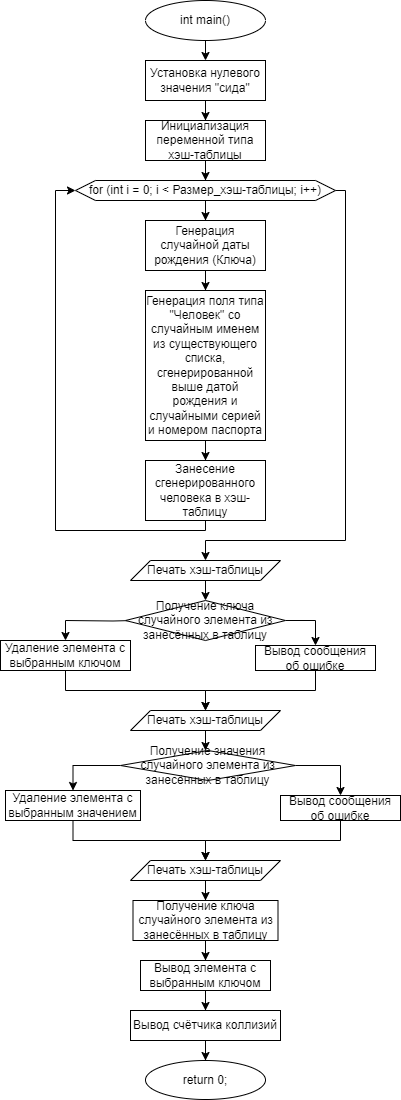 int main()
Установка нулевого
значения "сида"
Инициализация
переменной типа
хэш-таблицы
for (int i = 0; i < Размер_хэш-таблицы; i++)
Генерация
случайной даты
рождения (Ключа)
Генерация поля типа
"Человек" со
случайным именем
из существующего
списка,
сгенерированной
выше датой
рождения и
случайными серией
и номером паспорта
Занесение
сгенерированного
человека в хэш-
таблицу
Печать хэш-таблицы
Получение ключа
случайного элемента из
занесённых в таблицу
Удаление элемента с
выбранным ключом
Вывод сообщения
об ошибке
Печать хэш-таблицы
Получение значения
случайного элемента из
занесённых в таблицу
Удаление элемента с
выбранным значением
Вывод сообщения
об ошибке
Печать хэш-таблицы
Получение ключа
случайного элемента из
занесённых в таблицу
Вывод элемента с
выбранным ключом
Вывод счётчика коллизий
return 0;